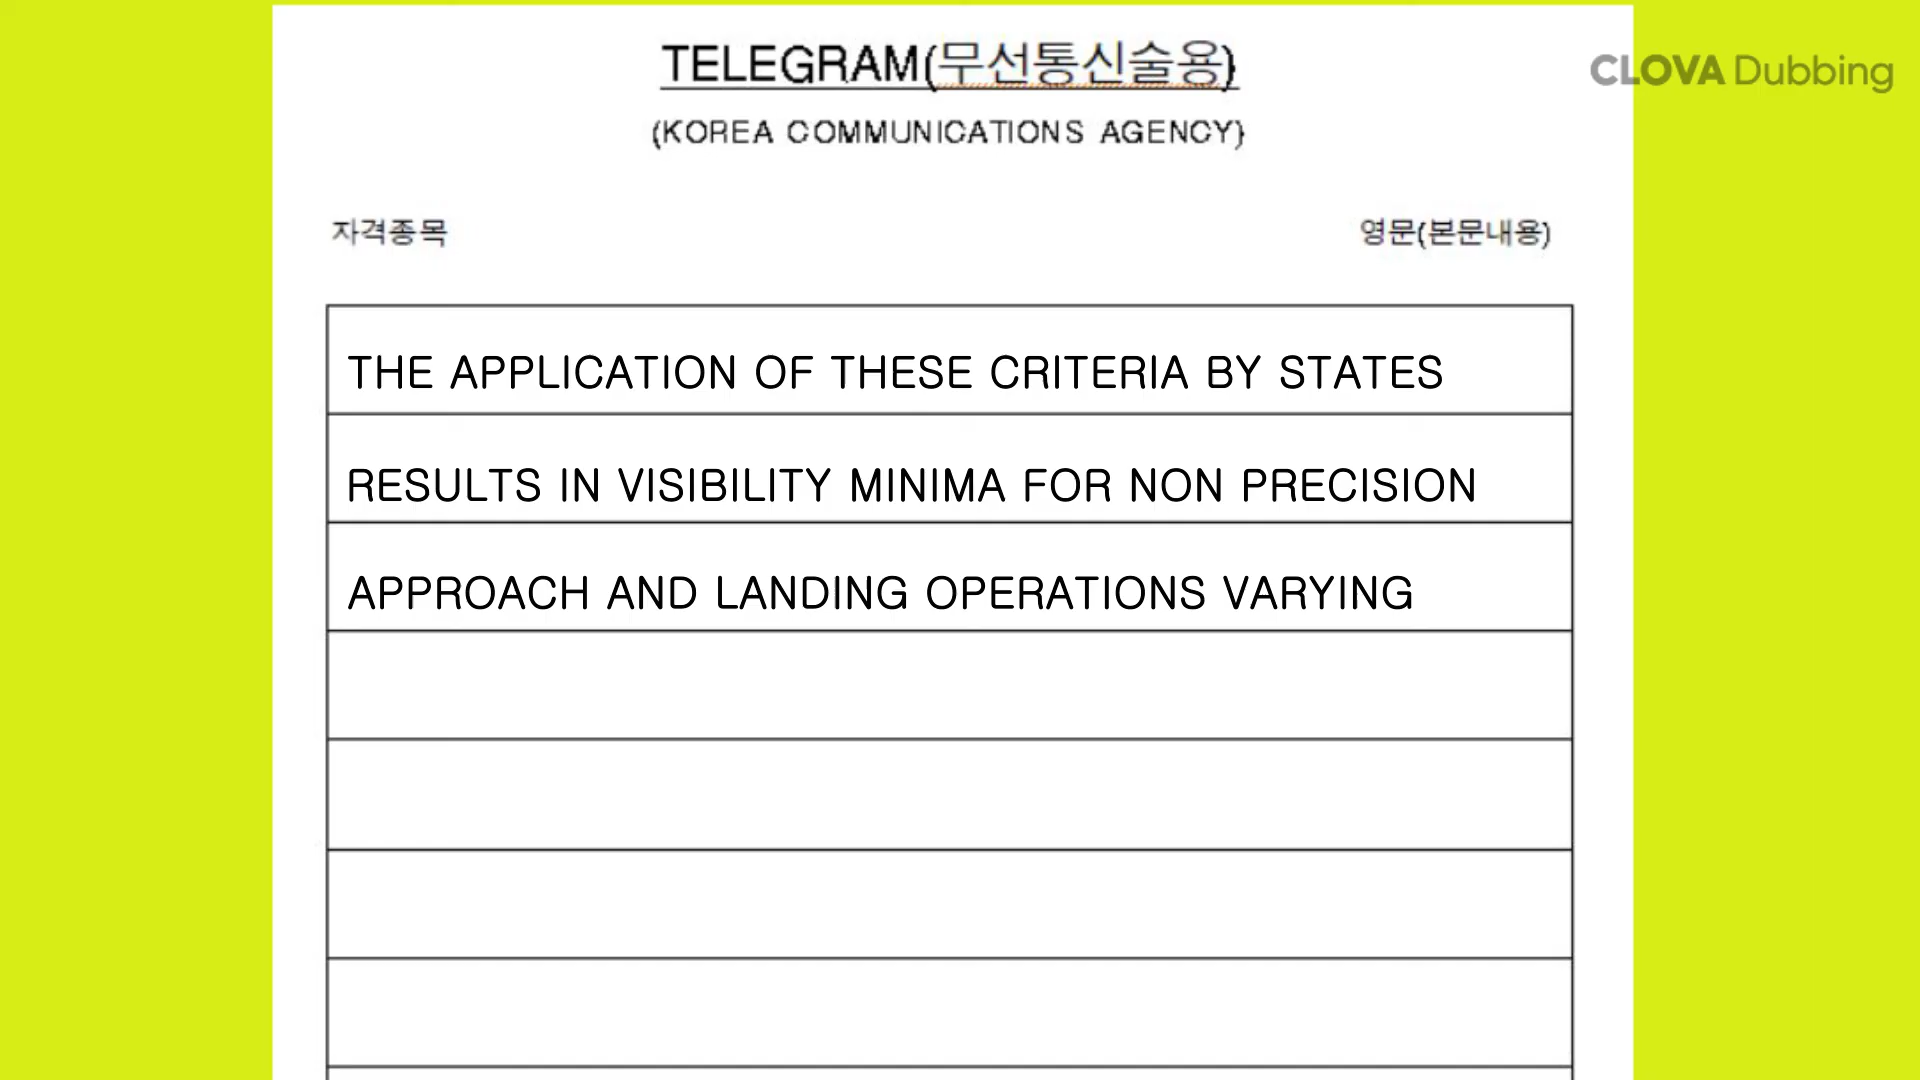 TELEGRAM(무선통신술용)
CLOVA Dubbing
(KOREA COMMUNICATIONS AGENCY)
자격종목
영문(본문내용)
THE APPLICATION OF THESE CRITERIA BY STATES
RESULTS IN VISIBILITY MINIMA FOR NON PRECISION
APPROACH AND LANDING OPERATIONS VARYING